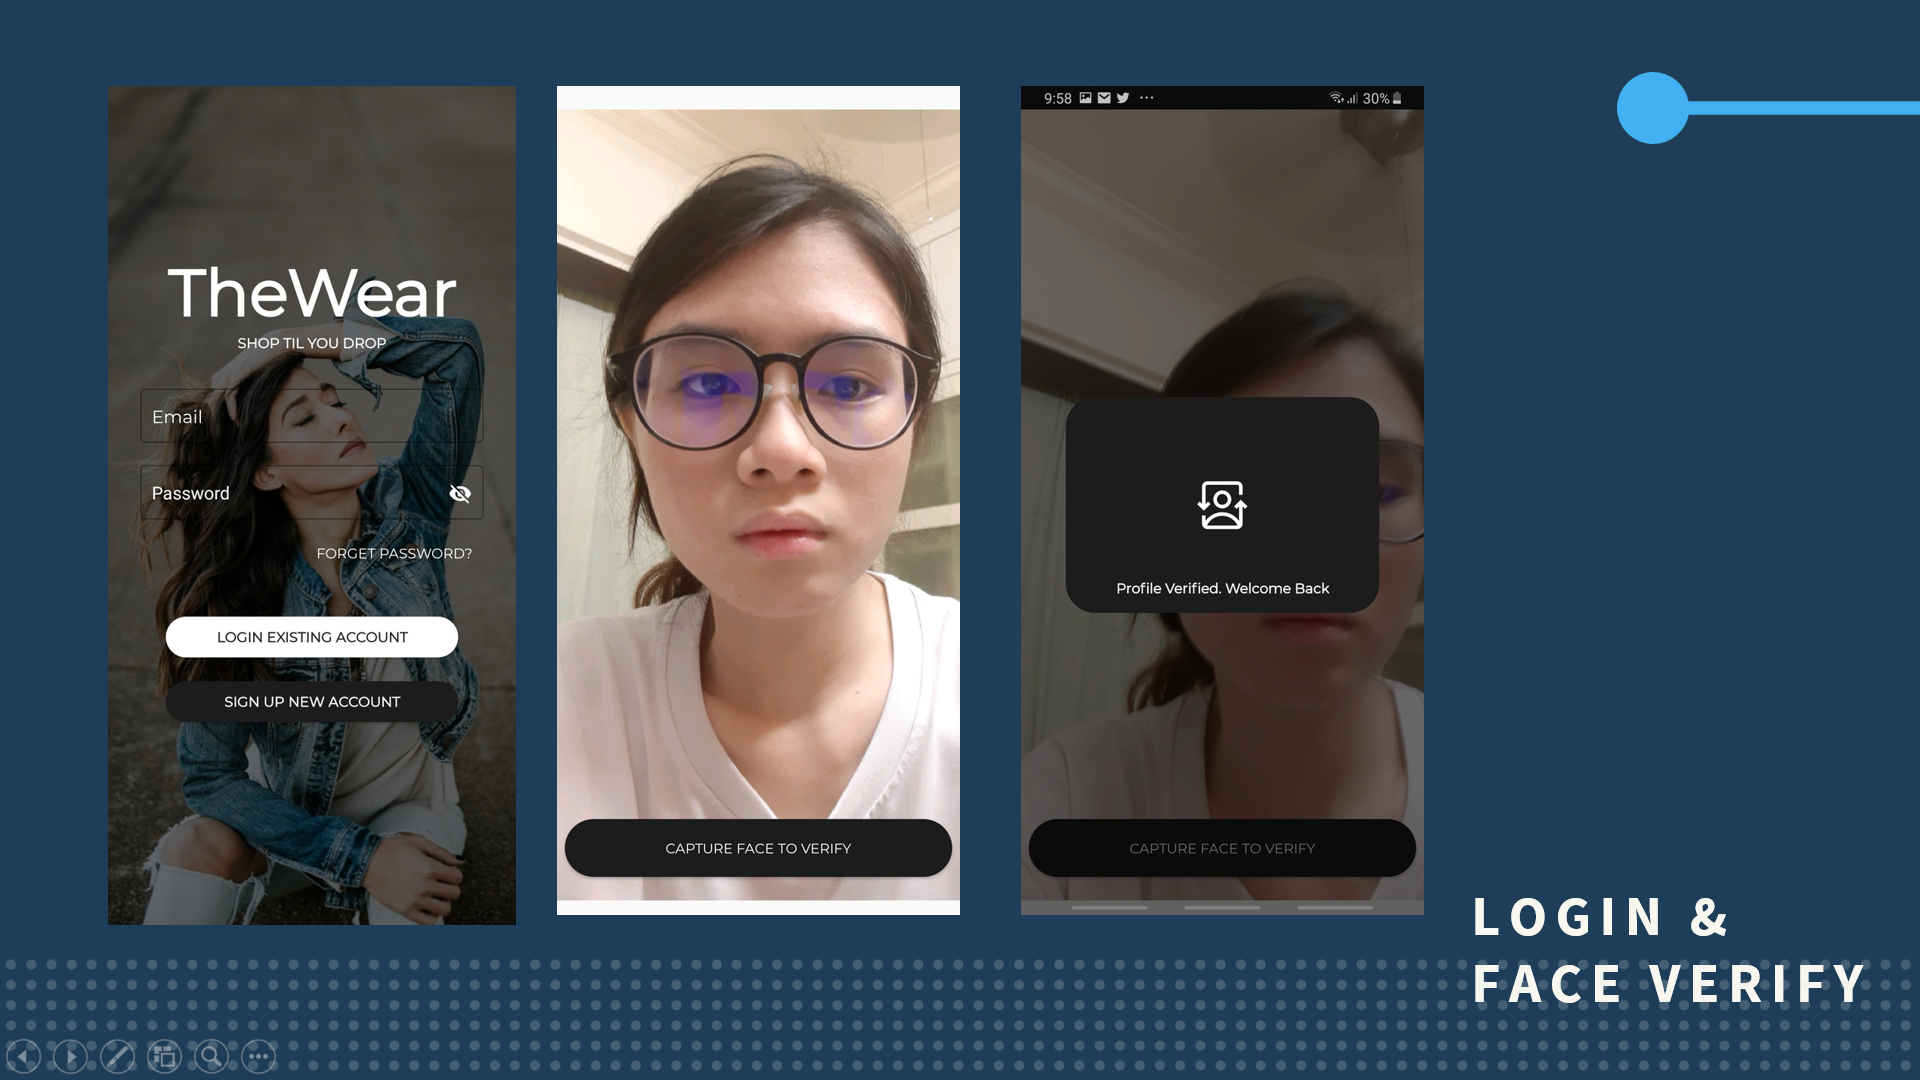 TheWear
SHOP TIL YOU DROP
Email
Password
FORGET PASSWORD?
LOGIN EXISTING ACCOUNT
SIGN UP NEW ACCOUNT
CAPTURE FACE TO VERIFY
9:58
30%
Profile Verified. Welcome Back
CAPTURE FACE TO VERIFY
LOGIN &
FACE VERIFY